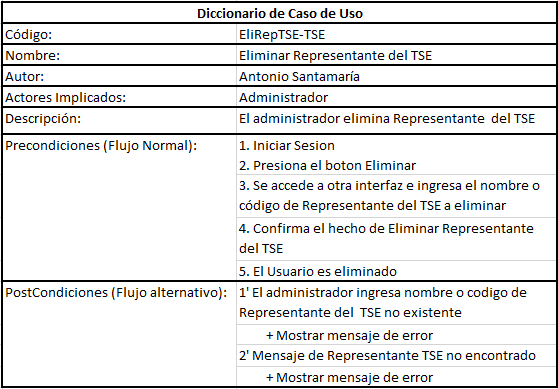 Diccionario de Caso de Uso
Código: EliRepTSE-TSE
Nombre: Eliminar Representante del TSE
Autor: Antonio Santamaría
Actores Implicados: Administrador
Descripción: El administrador elimina Representante del TSE
Precondiciones (Flujo Normal): 1. Iniciar Sesion
2. Presiona el boton Eliminar
3. Se accede a otra interfaz e ingresa el nombre o
código de Representante del TSE a eliminar
4. Confirma el hecho de Eliminar Representante
del TSE
5. El Usuario es eliminado
PostCondiciones (Flujo alternativo): 1' El administrador ingresa nombre o codigo de
Representante del TSE no existente
+ Mostrar mensaje de error
2' Mensaje de Representante TSE no encontrado
+ Mostrar mensaje de error